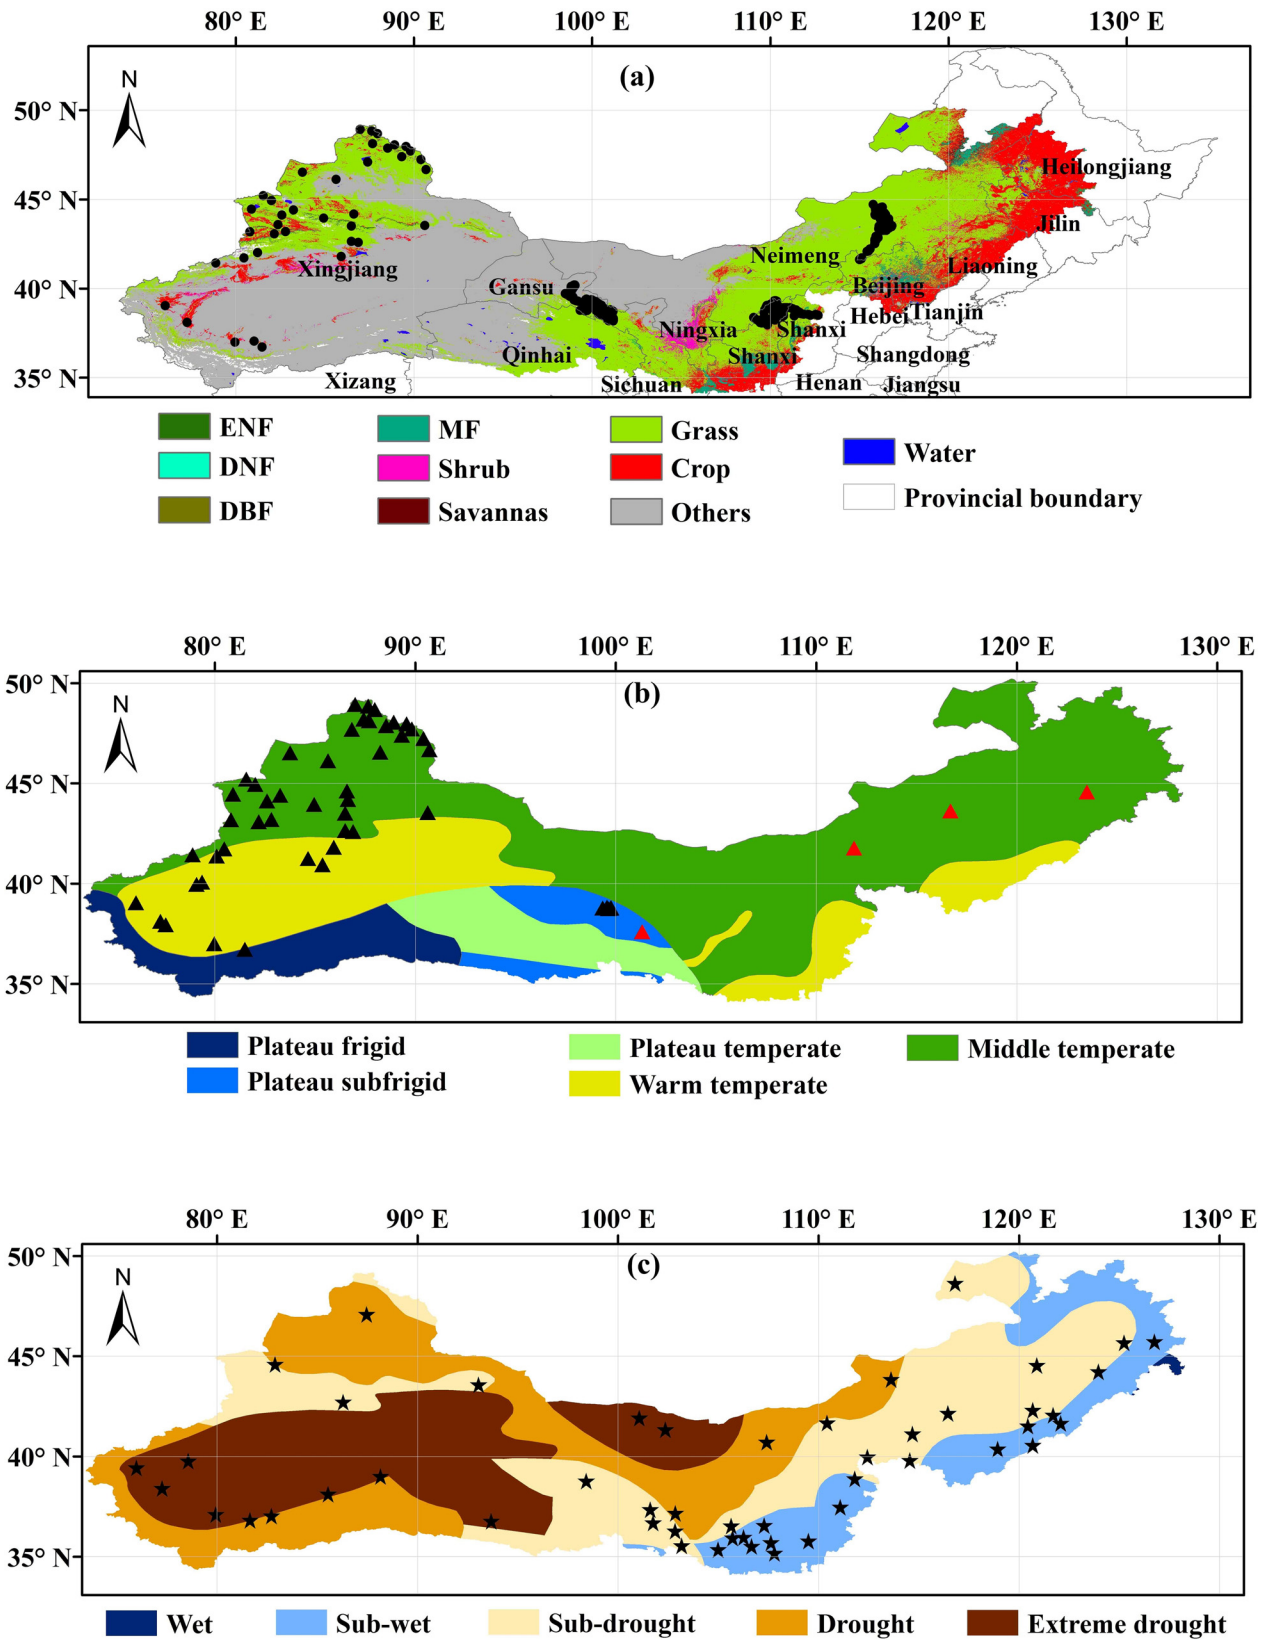 80° E 90° E 100° E 110° E 120° E 130° E
(a)
N
50° N
45° N
40° N
35° N
Heilongjiang
Jilin
Neimeng
Liaoning
Xingjiang
Gansu
Beijing
Hebei
Tianjin
Ningxia
Shanxi
Qinhai
Shanxi
Shangdong
Xizang
Sichuan
Henan
Jiangsu
ENF
MF
Grass
Water
DNF
Shrub
Crop
Provincial boundary
DBF
Savannas
Others
80° E 90° E 100° E 110° E 120° E 130° E
(b)
N
50° N
45° N
40° N
35° N
Plateau frigid
Plateau temperate
Middle temperate
Plateau subfrigid
Warm temperate
80° E 90° E 100° E 110° E 120° E 130° E
(c)
N
50° N
45° N
40° N
35° N
Wet
Sub-wet
Sub-drought
Drought
Extreme drought